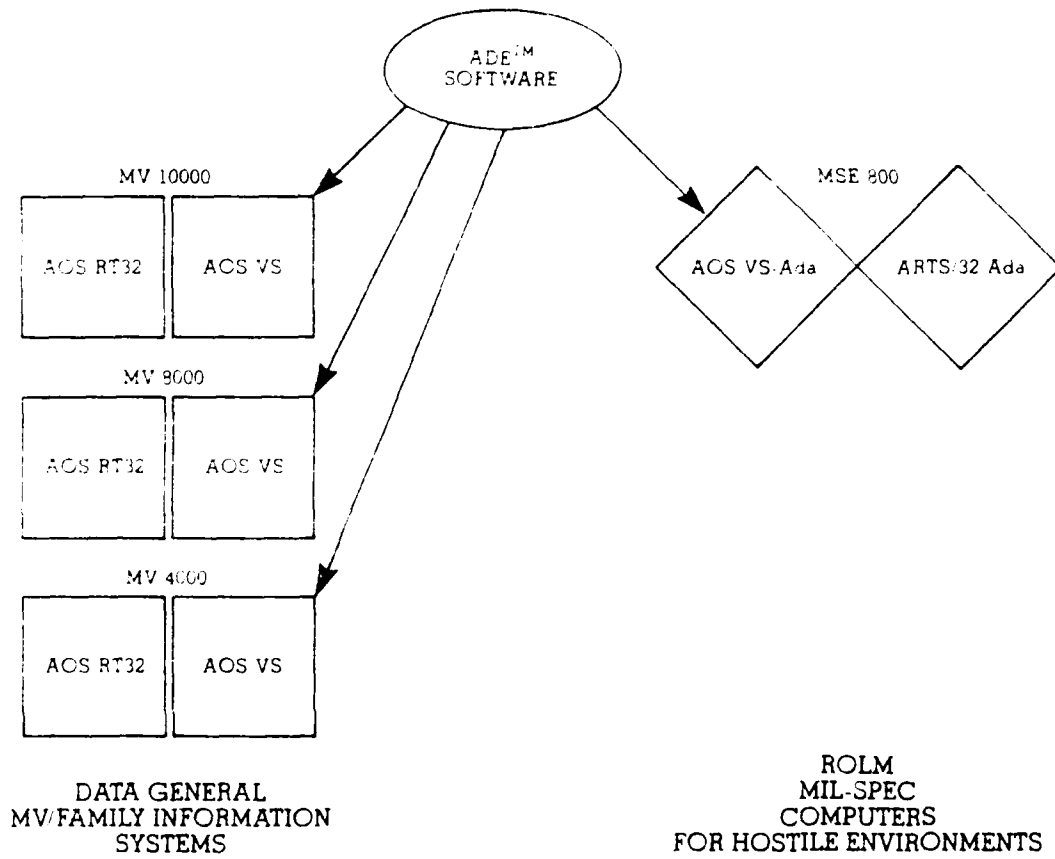 ADE™
SOFTWARE
MV 10000
AOS RT32
AOS VS
MV 8000
AOS RT32
AOS VS
MV 4000
AOS RT32
AOS VS
DATA GENERAL
MV/FAMILY INFORMATION
SYSTEMS
MSE 800
AOS VS-Ada
ARTS/32 Ada
ROLM
MIL-SPEC
COMPUTERS
FOR HOSTILE ENVIRONMENTS